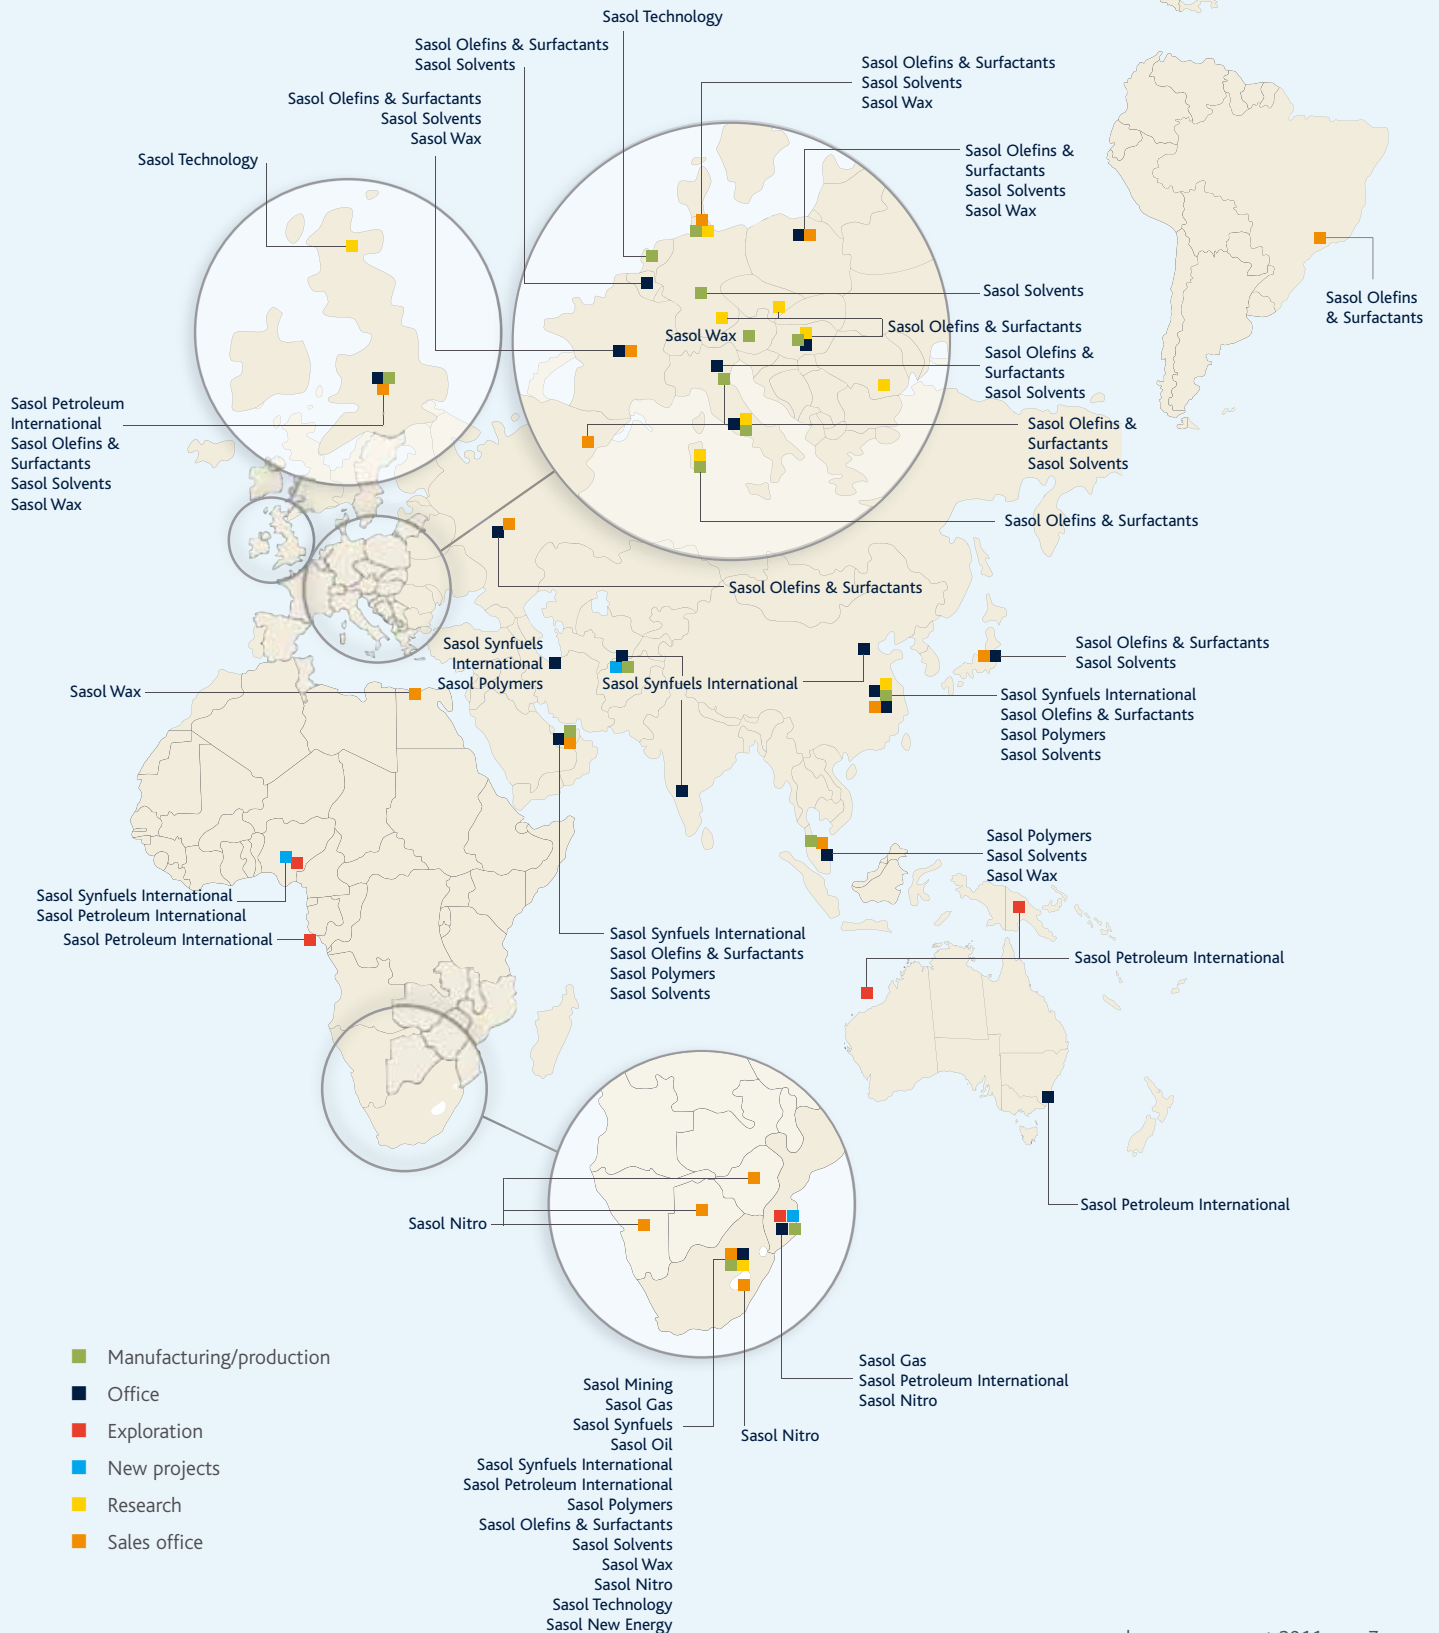 Sasol Technology
Sasol Olefins & Surfactants
Sasol Solvents
Sasol Olefins & Surfactants
Sasol Solvents
Sasol Wax
Sasol Olefins & Surfactants
Sasol Solvents
Sasol Wax
Sasol Technology
Sasol Olefins &
Surfactants
Sasol Solvents
Sasol Wax
Sasol Olefins
& Surfactants
Sasol Solvents
Sasol Olefins & Surfactants
Sasol Wax
Sasol Olefins &
Surfactants
Sasol Solvents
Sasol Petroleum
International
Sasol Olefins &
Surfactants
Sasol Solvents
Sasol Wax
Sasol Olefins &
Surfactants
Sasol Solvents
Sasol Olefins & Surfactants
Sasol Olefins & Surfactants
Sasol Synfuels
International
Sasol Polymers
Sasol Olefins & Surfactants
Sasol Solvents
Sasol Wax
Sasol Synfuels International
Sasol Synfuels International
Sasol Olefins & Surfactants
Sasol Polymers
Sasol Solvents
Sasol Polymers
Sasol Solvents
Sasol Wax
Sasol Synfuels International
Sasol Petroleum International
Sasol Petroleum International
Sasol Synfuels International
Sasol Olefins & Surfactants
Sasol Polymers
Sasol Solvents
Sasol Petroleum International
Sasol Petroleum International
Sasol Nitro
Manufacturing/production
Office
Exploration
New projects
Research
Sales office
Sasol Mining
Sasol Gas
Sasol Synfuels
Sasol Oil
Sasol Synfuels International
Sasol Petroleum International
Sasol Polymers
Sasol Olefins & Surfactants
Sasol Solvents
Sasol Wax
Sasol Nitro
Sasol Technology
Sasol New Energy
Sasol Nitro
Sasol Gas
Sasol Petroleum International
Sasol Nitro